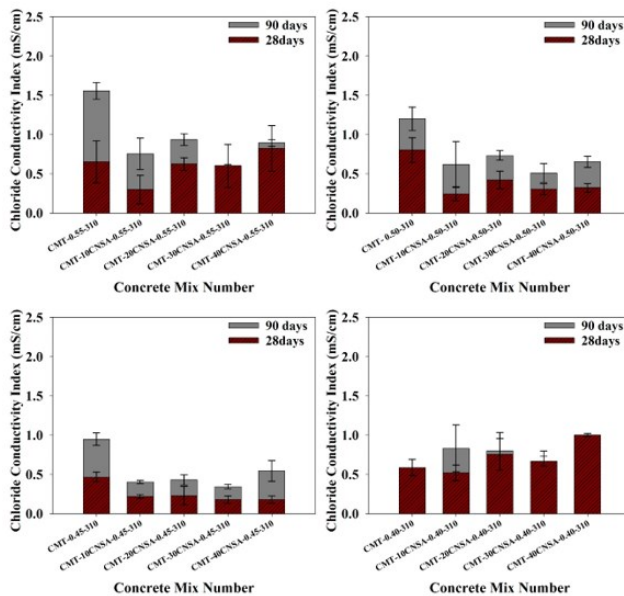 2.5
2.0
1.5
1.0
0.5
0.0
Chloride Conductivity Index (mS/cm)
90 days
28days
CMT-0.55-310
CMT-10CNSA-0.55-310
CMT-20CNSA-0.55-310
CMT-30CNSA-0.55-310
CMT-40CNSA-0.55-310
Concrete Mix Number
2.5
2.0
1.5
1.0
0.5
0.0
Chloride Conductivity Index (mS/cm)
90 days
28days
CMT- 0.50-310
CMT-10CNSA-0.50-310
CMT-20CNSA-0.50-310
CMT-30CNSA-0.50-310
CMT-40CNSA-0.50-310
Concrete Mix Number
2.5
2.0
1.5
1.0
0.5
0.0
Chloride Conductivity Index (mS/cm)
90 days
28days
CMT-0.45-310
CMT-10CNSA-0.45-310
CMT-20CNSA-0.45-310
CMT-30CNSA-0.45-310
CMT-40CNSA-0.45-310
Concrete Mix Number
2.5
2.0
1.5
1.0
0.5
0.0
Chloride Conductivity Index (mS/cm)
90 days
28days
CMT-0.40-310
CMT-10CNSA-0.40-310
CMT-20CNSA-0.40-310
CMT-30CNSA-0.40-310
CMT-40CNSA-0.40-310
Concrete Mix Number